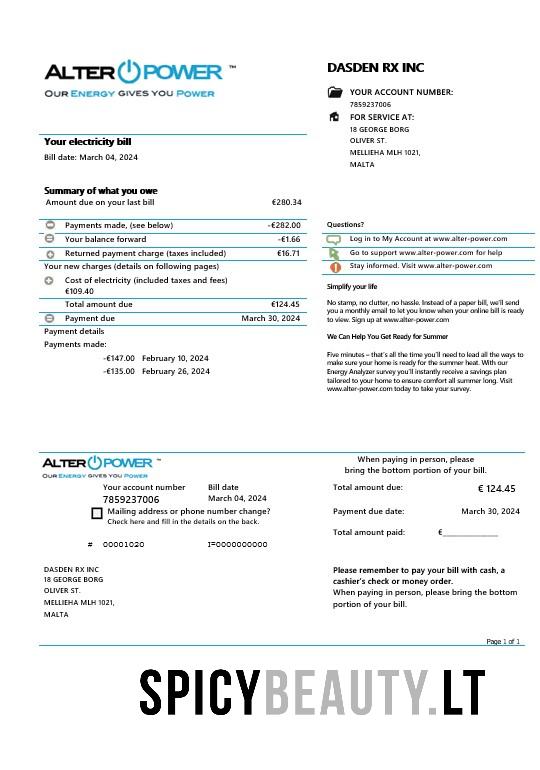 ALTER POWER ™
OUR ENERGY GIVES YOU POWER
DASDEN RX INC
YOUR ACCOUNT NUMBER:
7859237006
FOR SERVICE AT:
18 GEORGE BORG
OLIVER ST.
MELLIEHA MLH 1021,
MALTA
Your electricity bill
Bill date: March 04, 2024
Summary of what you owe
Amount due on your last bill €280.34
Payments made, (see below) -€282.00
Your balance forward -€1.66
Returned payment charge (taxes included) €16.71
Your new charges (details on following pages)
Cost of electricity (included taxes and fees)
€109.40
Total amount due €124.45
Payment due March 30, 2024
Payment details
Payments made:
-€147.00 February 10, 2024
-€135.00 February 26, 2024
Questions?
Log in to My Account at www.alter-power.com
Go to support www.alter-power.com for help
Stay informed. Visit www.alter-power.com
Simplify your life
No stamp, no clutter, no hassle. Instead of a paper bill, we'll send
you a monthly email to let you know when your online bill is ready
to view. Sign up at www.alter-power.com
We Can Help You Get Ready for Summer
Five minutes – that's all the time you'll need to lead all the ways to
make sure your home is ready for the summer heat. With our
Energy Analyzer survey you'll instantly receive a savings plan
tailored to your home to ensure comfort all summer long. Visit
www.alter-power.com today to take your survey.
ALTER POWER ™
OUR ENERGY GIVES YOU POWER
Your account number Bill date
7859237006 March 04, 2024
Mailing address or phone number change?
Check here and fill in the details on the back.
# 00001020 I=0000000000
DASDEN RX INC
18 GEORGE BORG
OLIVER ST.
MELLIEHA MLH 1021,
MALTA
When paying in person, please
bring the bottom portion of your bill.
Total amount due: € 124.45
Payment due date: March 30, 2024
Total amount paid: €____________
Please remember to pay your bill with cash, a
cashier's check or money order.
When paying in person, please bring the bottom
portion of your bill.
Page 1 of 1
SPICYBEAUTY.LT